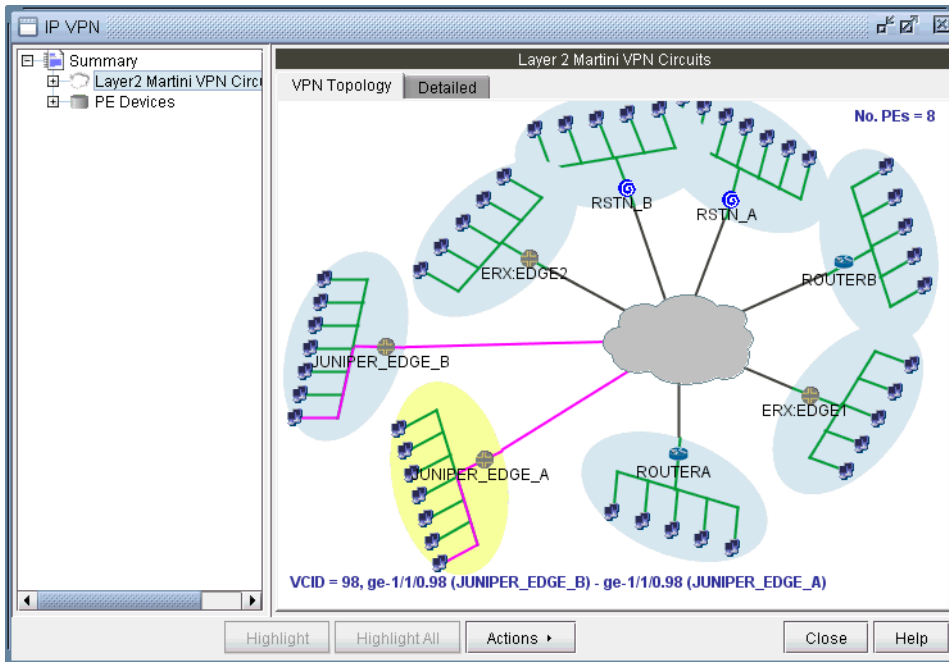 IP VPN
Summary
Layer2 Martini VPN Circu
PE Devices
Layer 2 Martini VPN Circuits
VPN Topology
Detailed
No. PEs = 8
RSTN_B
RSTN_A
ERX:EDGE2
ROUTERB
JUNIPER_EDGE_B
ERX:EDGE1
JUNIPER_EDGE_A
ROUTERA
VCID = 98, ge-1/1/0.98 (JUNIPER_EDGE_B) - ge-1/1/0.98 (JUNIPER_EDGE_A)
Highlight
Highlight All
Actions
Close
Help